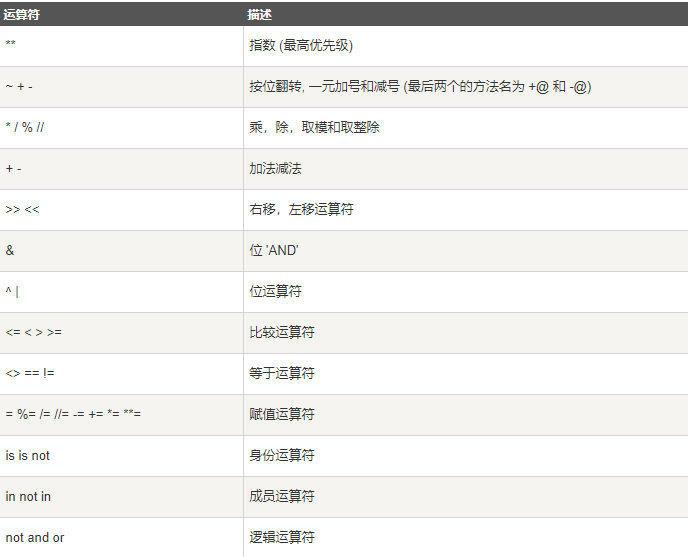 运算符 描述
** 指数 (最高优先级)
~ + - 按位翻转, 一元加号和减号 (最后两个的方法名为 +@ 和 -@)
* / % // 乘，除，取模和取整除
+ - 加法减法
>> << 右移，左移运算符
& 位 'AND'
^ | 位运算符
<= < > >= 比较运算符
<> == != 等于运算符
= %= /= //= -= += *= **= 赋值运算符
is is not 身份运算符
in not in 成员运算符
not and or 逻辑运算符